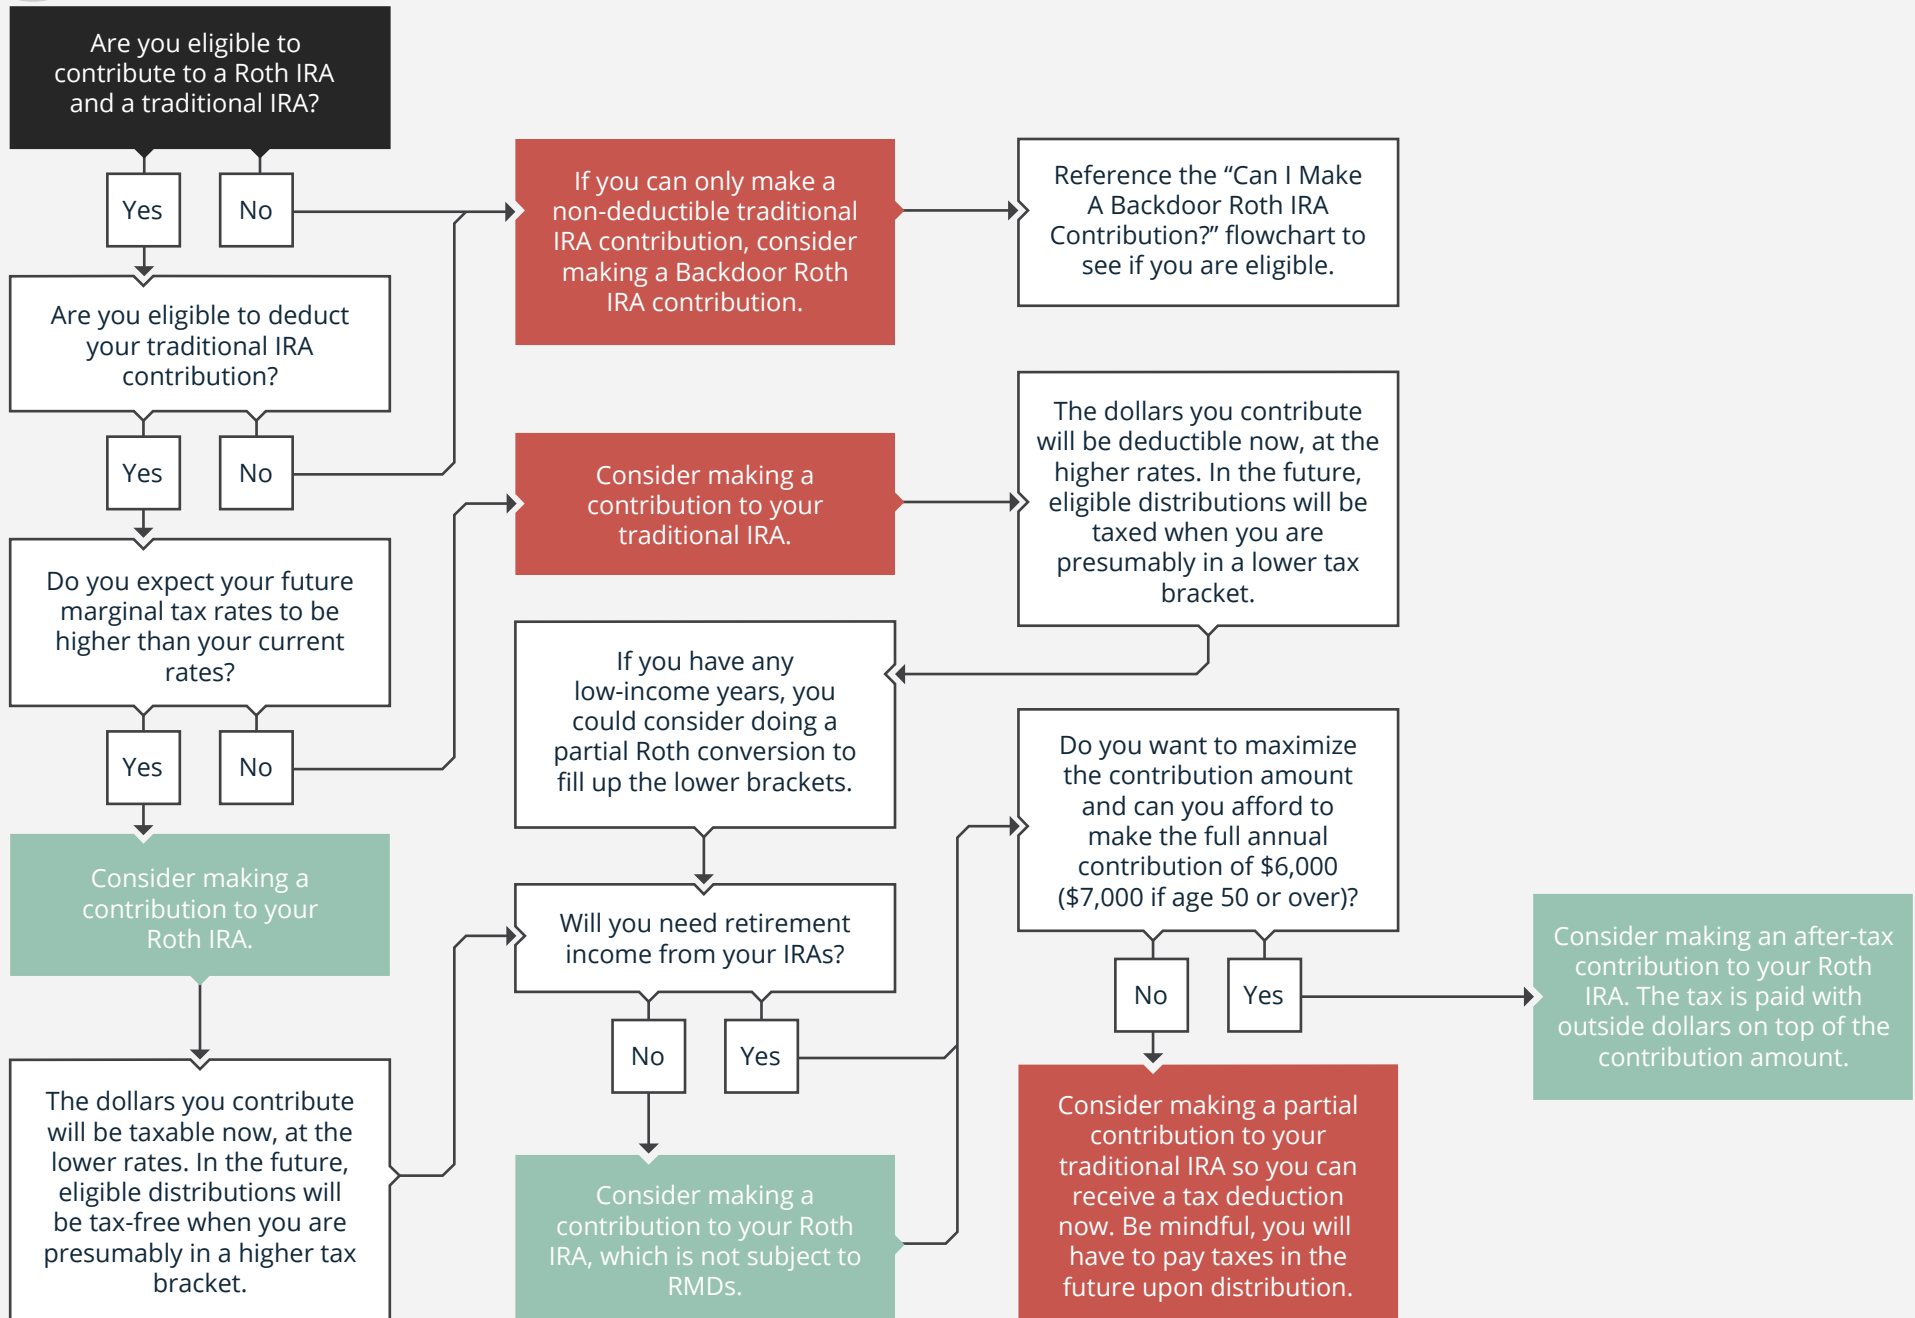 Are you eligible to
contribute to a Roth IRA
and a traditional IRA?
Yes
No
If you can only make a
non-deductible traditional
IRA contribution, consider
making a Backdoor Roth
IRA contribution.
Reference the “Can I Make
A Backdoor Roth IRA
Contribution?” flowchart to
see if you are eligible.
Are you eligible to deduct
your traditional IRA
contribution?
Yes
No
Consider making a
contribution to your
traditional IRA.
The dollars you contribute
will be deductible now, at the
higher rates. In the future,
eligible distributions will be
taxed when you are
presumably in a lower tax
bracket.
Do you expect your future
marginal tax rates to be
higher than your current
rates?
Yes
No
If you have any
low-income years, you
could consider doing a
partial Roth conversion to
fill up the lower brackets.
Consider making a
contribution to your
Roth IRA.
The dollars you contribute
will be taxable now, at the
lower rates. In the future,
eligible distributions will
be tax-free when you are
presumably in a higher tax
bracket.
Will you need retirement
income from your IRAs?
No
Yes
Consider making a
contribution to your Roth
IRA, which is not subject to
RMDs.
Do you want to maximize
the contribution amount
and can you afford to
make the full annual
contribution of $6,000
($7,000 if age 50 or over)?
No
Yes
Consider making a partial
contribution to your
traditional IRA so you can
receive a tax deduction
now. Be mindful, you will
have to pay taxes in the
future upon distribution.
Consider making an after-tax
contribution to your Roth
IRA. The tax is paid with
outside dollars on top of the
contribution amount.